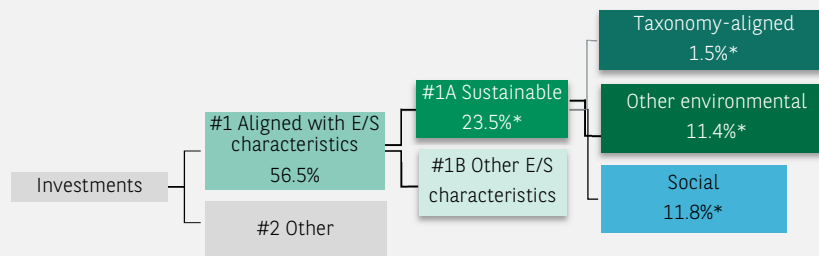 Investments
#1 Aligned with E/S
characteristics
56.5%
#2 Other
#1A Sustainable
23.5%*
#1B Other E/S
characteristics
Taxonomy-aligned
1.5%*
Other environmental
11.4%*
Social
11.8%*